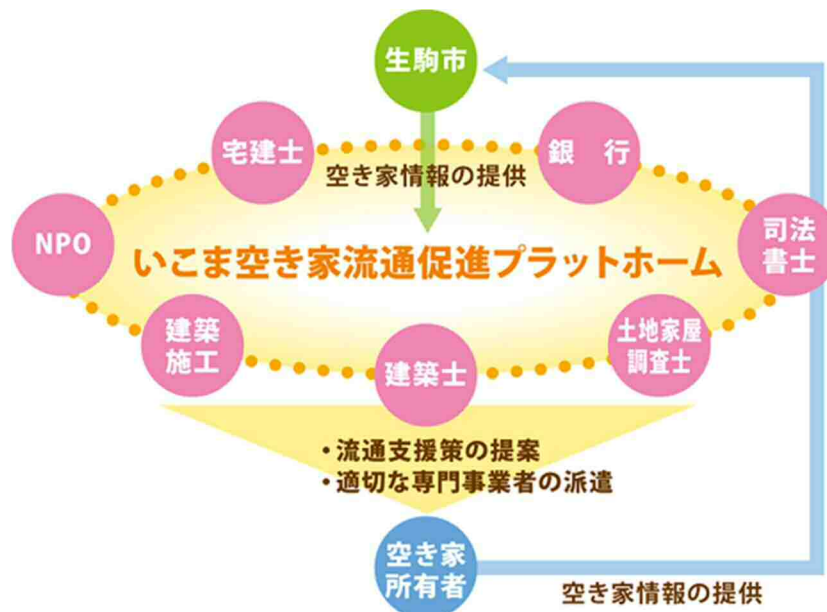 生駒市
宅建士
銀　行
空き家情報の提供
NPO
いこま空き家流通促進プラットホーム
司法
書士
建築
施工
建築士
土地家屋
調査士
・流通支援策の提案
・適切な専門事業者の派遣
空き家
所有者
空き家情報の提供